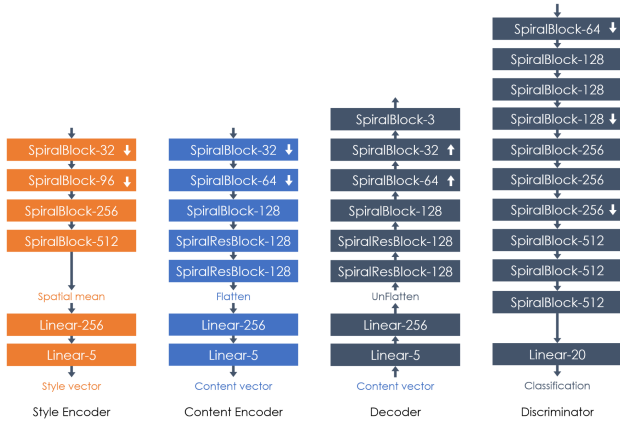 SpiralBlock-32
SpiralBlock-96
SpiralBlock-256
SpiralBlock-512
Spatial mean
Linear-256
Linear-5
Style vector
Style Encoder
SpiralBlock-32
SpiralBlock-64
SpiralBlock-128
SpiralResBlock-128
SpiralResBlock-128
Flatten
Linear-256
Linear-5
Content vector
Content Encoder
SpiralBlock-3
SpiralBlock-32
SpiralBlock-64
SpiralBlock-128
SpiralResBlock-128
SpiralResBlock-128
UnFlatten
Linear-256
Linear-5
Content vector
Decoder
SpiralBlock-64
SpiralBlock-128
SpiralBlock-128
SpiralBlock-128
SpiralBlock-256
SpiralBlock-256
SpiralBlock-256
SpiralBlock-512
SpiralBlock-512
SpiralBlock-512
Linear-20
Classification
Discriminator